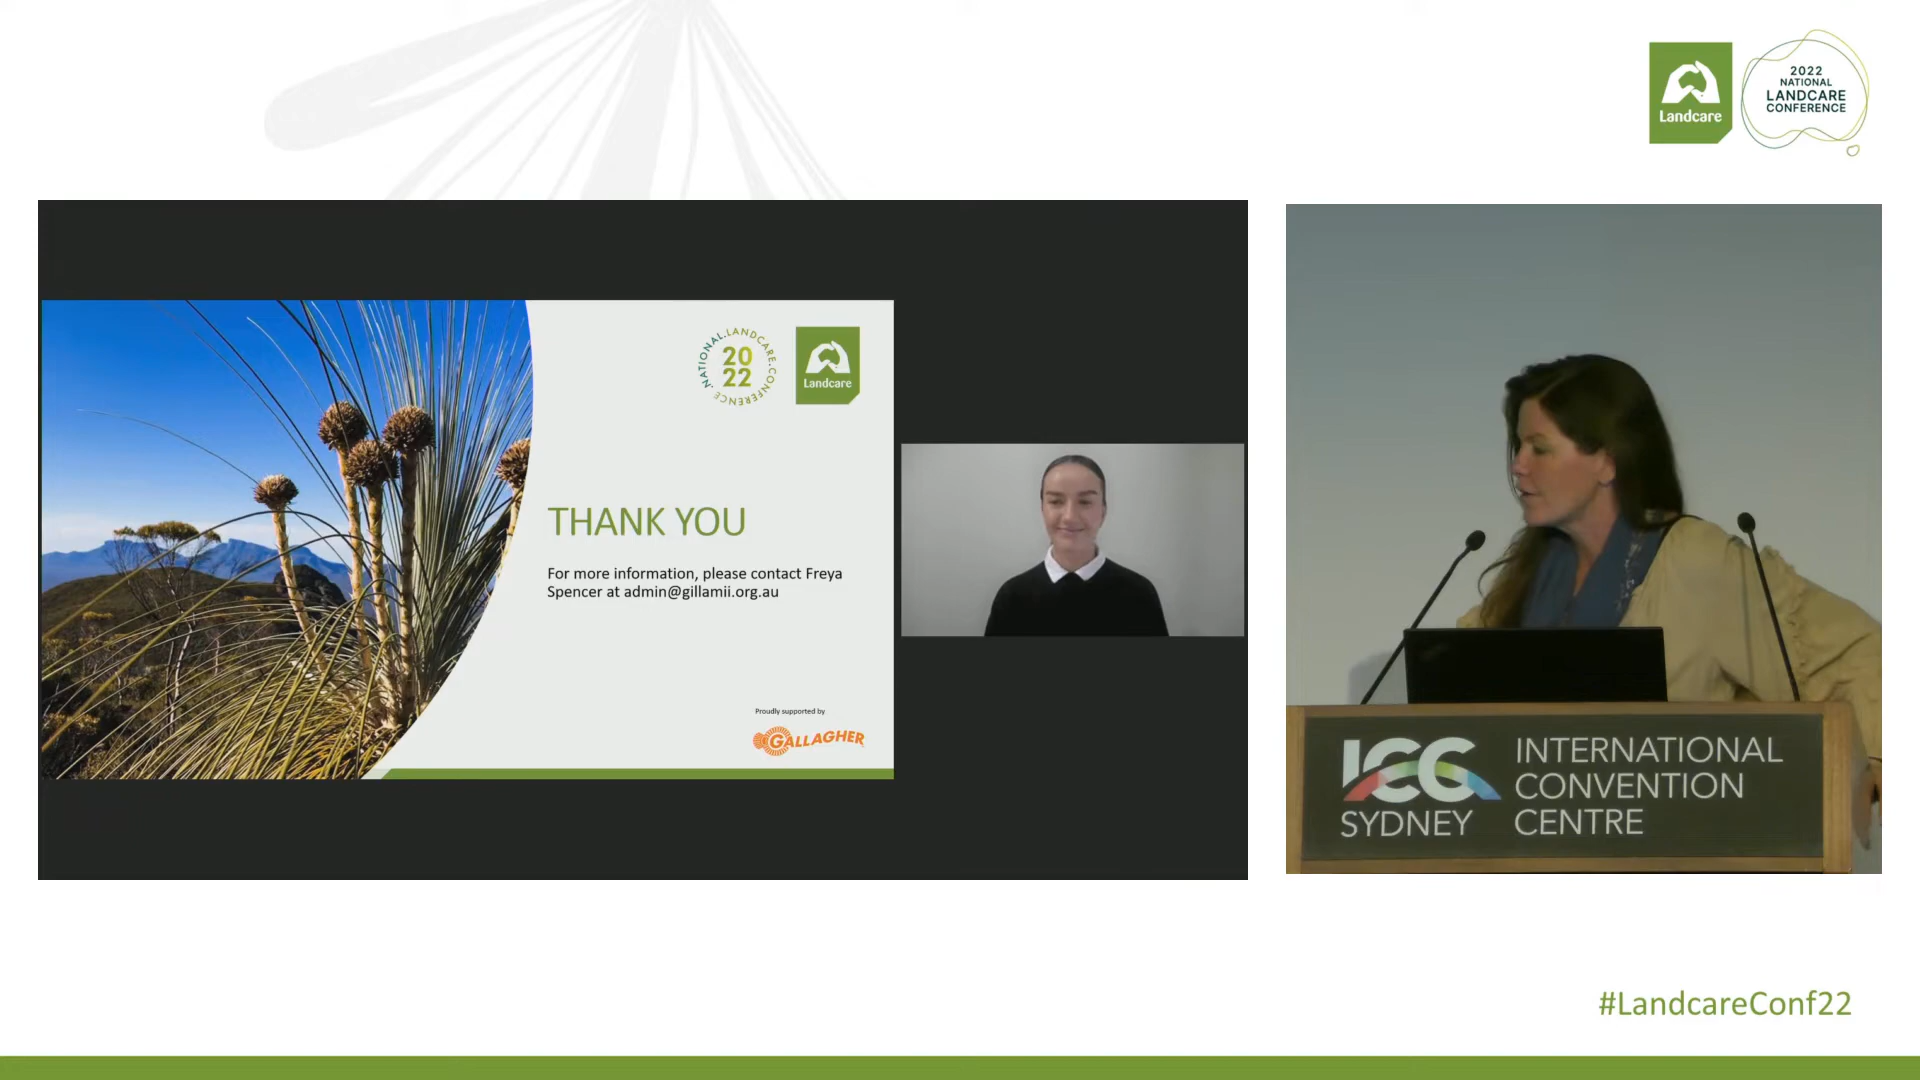 Landcare
2022
NATIONAL
LANDCARE
CONFERENCE
NATIONAL.LANDCARE.CONFERENCE.
20
22
Landcare
THANK YOU
For more information, please contact Freya
Spencer at admin@gillamii.org.au
Proudly supported by
GALLAGHER
ICC
SYDNEY
INTERNATIONAL
CONVENTION
CENTRE
#LandcareConf22